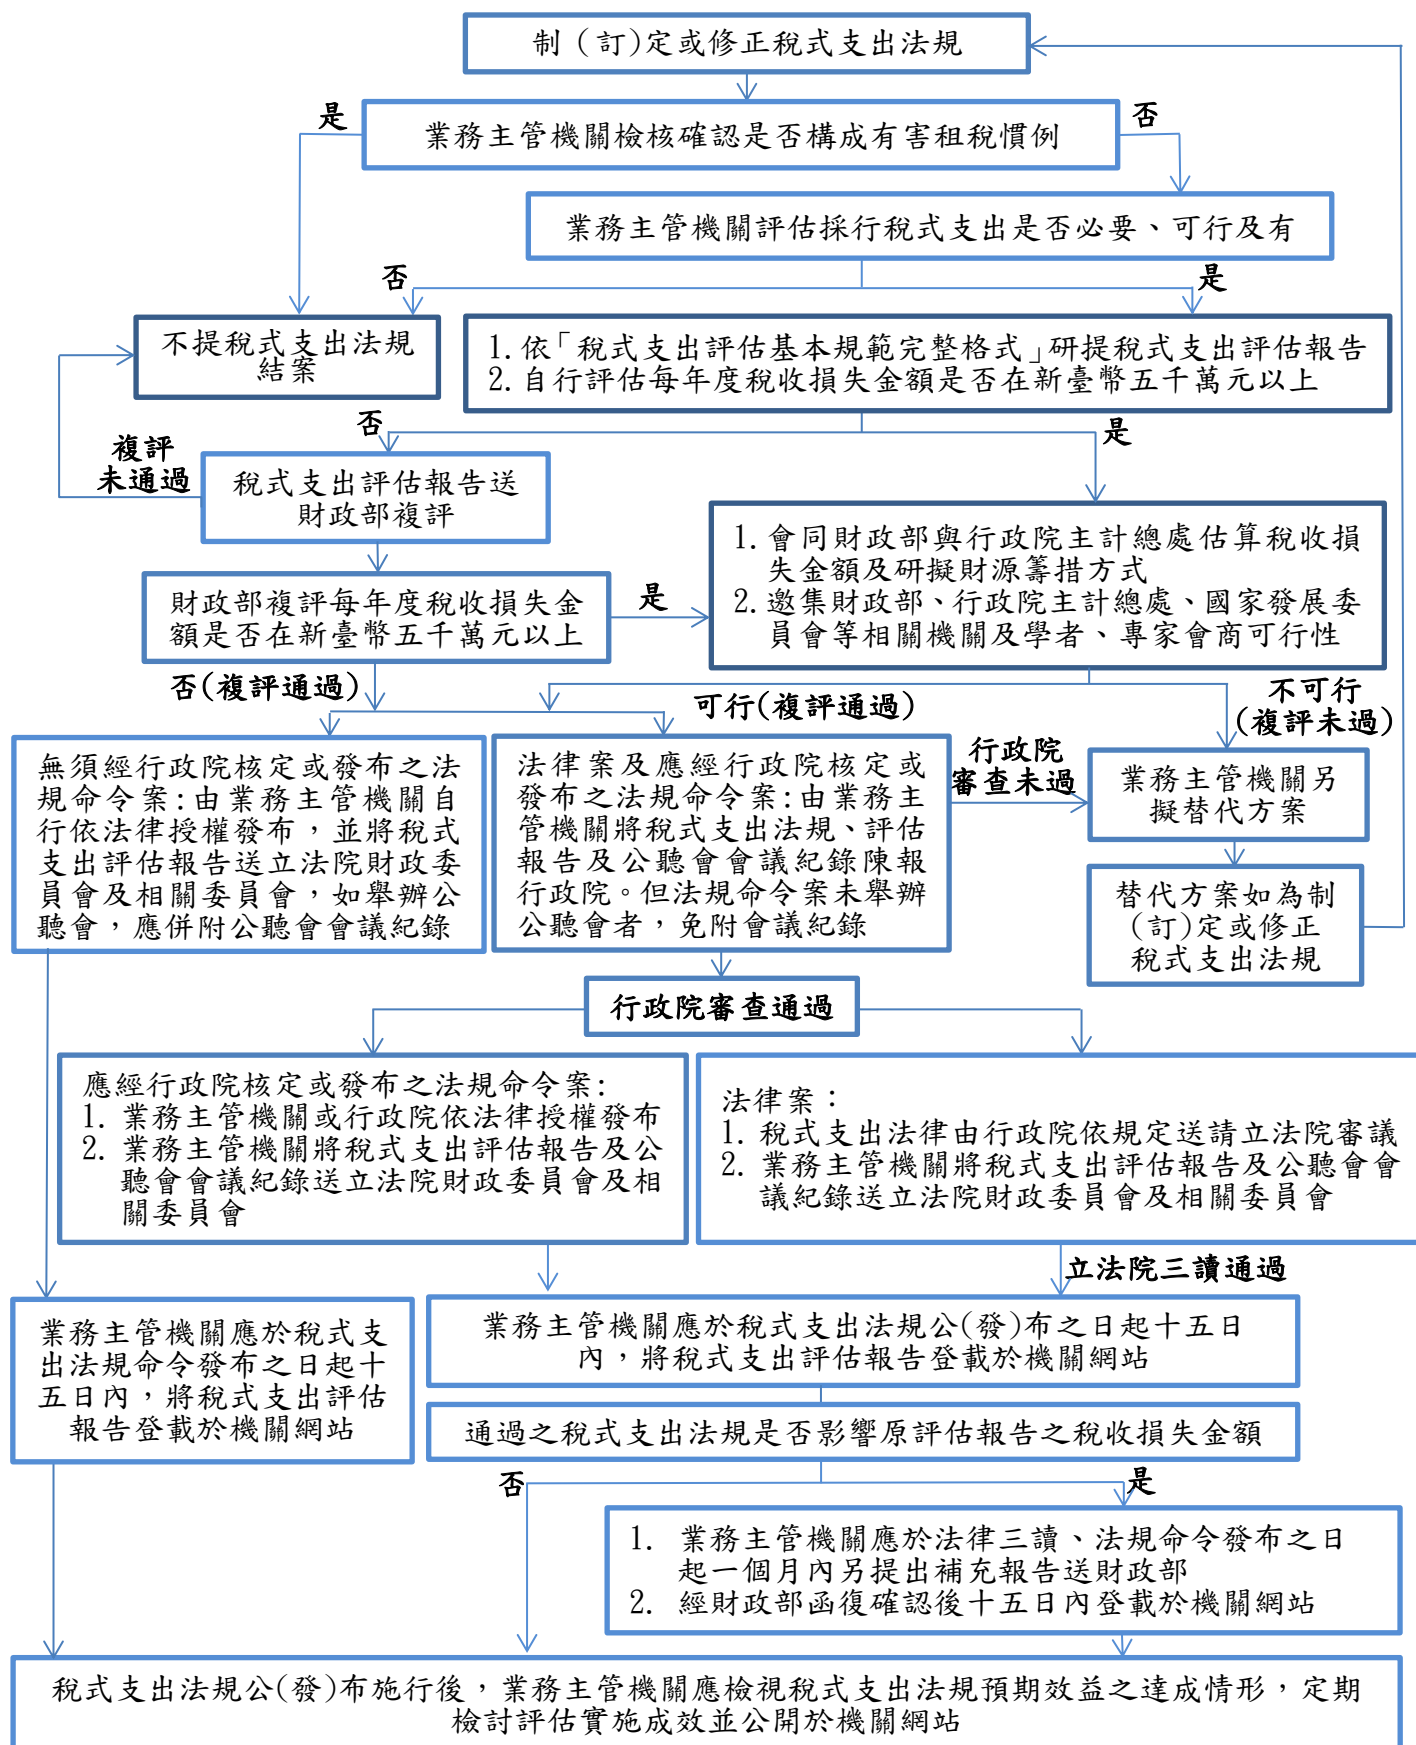 制（訂)定或修正稅式支出法規
是
業務主管機關檢核確認是否構成有害租稅慣例
否
業務主管機關評估採行稅式支出是否必要、可行及有
否
是
不提稅式支出法規
結案
1. 依「稅式支出評估基本規範完整格式」研提稅式支出評估報告
2. 自行評估每年度稅收損失金額是否在新臺幣五千萬元以上
否
是
複評
未通過
稅式支出評估報告送
財政部複評
1. 會同財政部與行政院主計總處估算稅收損
失金額及研擬財源籌措方式
2. 邀集財政部、行政院主計總處、國家發展委
員會等相關機關及學者、專家會商可行性
財政部複評每年度稅收損失金
額是否在新臺幣五千萬元以上
是
否(複評通過)
可行(複評通過)
不可行
(複評未過)
無須經行政院核定或發布之法
規命令案:由業務主管機關自
行依法律授權發布，並將稅式
支出評估報告送立法院財政委
員會及相關委員會，如舉辦公
聽會，應併附公聽會會議紀錄
法律案及應經行政院核定或
發布之法規命令案:由業務主
管機關將稅式支出法規、評估
報告及公聽會會議紀錄陳報
行政院。但法規命令案未舉辦
公聽會者，免附會議紀錄
行政院
審查未過
業務主管機關另
擬替代方案
替代方案如為制
(訂)定或修正
稅式支出法規
行政院審查通過
應經行政院核定或發布之法規命令案:
1. 業務主管機關或行政院依法律授權發布
2. 業務主管機關將稅式支出評估報告及公
聽會會議紀錄送立法院財政委員會及相
關委員會
法律案：
1. 稅式支出法律由行政院依規定送請立法院審議
2. 業務主管機關將稅式支出評估報告及公聽會會
議紀錄送立法院財政委員會及相關委員會
立法院三讀通過
業務主管機關應於稅式支
出法規命令發布之日起十
五日內，將稅式支出評估
報告登載於機關網站
業務主管機關應於稅式支出法規公(發)布之日起十五日
內，將稅式支出評估報告登載於機關網站
通過之稅式支出法規是否影響原評估報告之稅收損失金額
否
是
1. 業務主管機關應於法律三讀、法規命令發布之日
起一個月內另提出補充報告送財政部
2. 經財政部函復確認後十五日內登載於機關網站
稅式支出法規公(發)布施行後，業務主管機關應檢視稅式支出法規預期效益之達成情形，定期
檢討評估實施成效並公開於機關網站